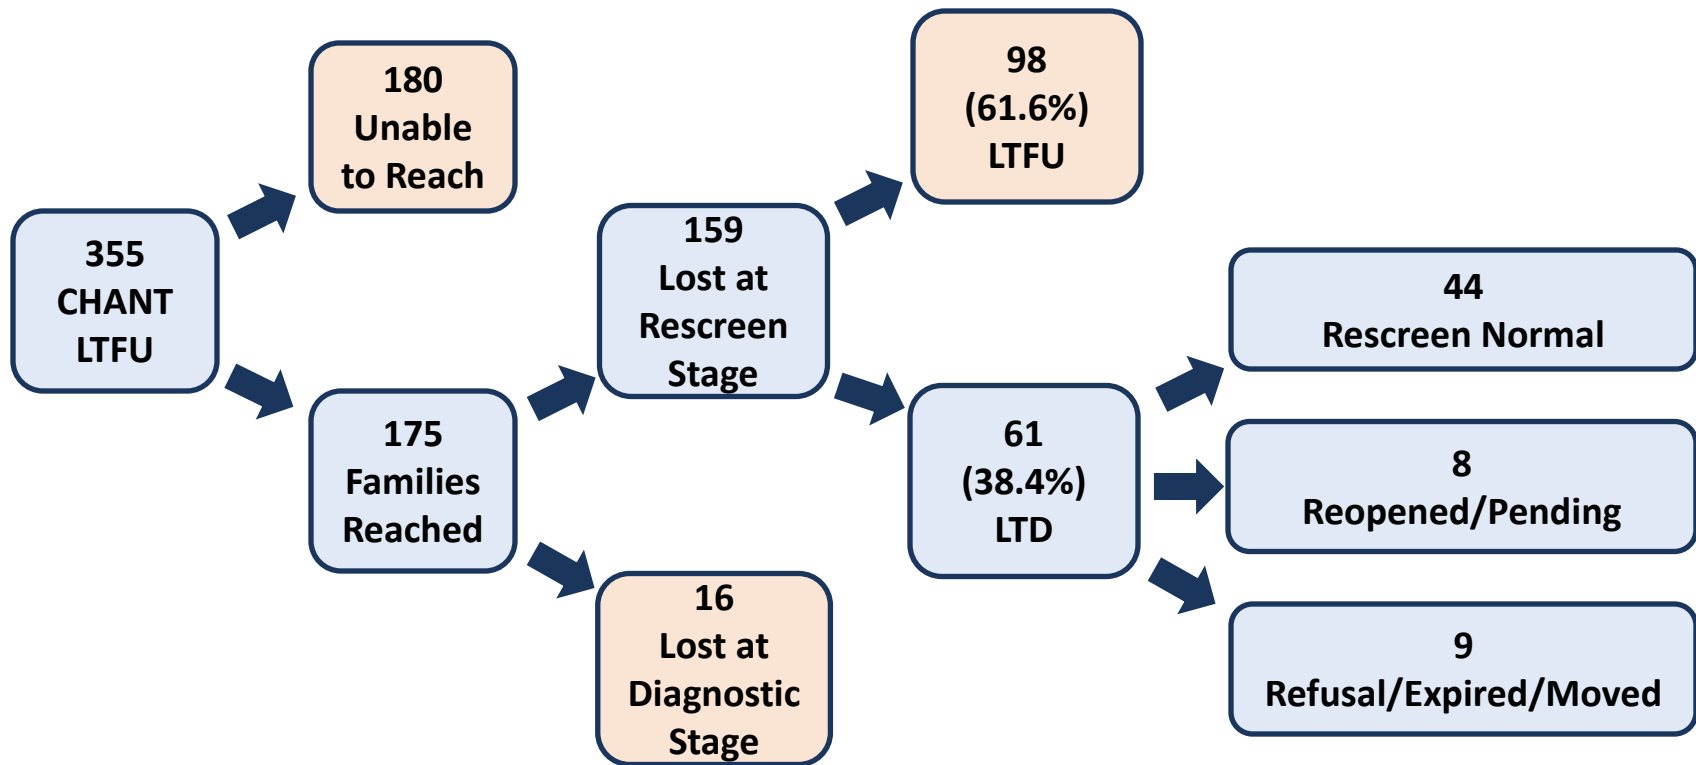 355
CHANT
LTFU
180
Unable
to Reach
175
Families
Reached
159
Lost at
Rescreen
Stage
16
Lost at
Diagnostic
Stage
98
(61.6%)
LTFU
61
(38.4%)
LTD
44
Rescreen Normal
8
Reopened/Pending
9
Refusal/Expired/Moved